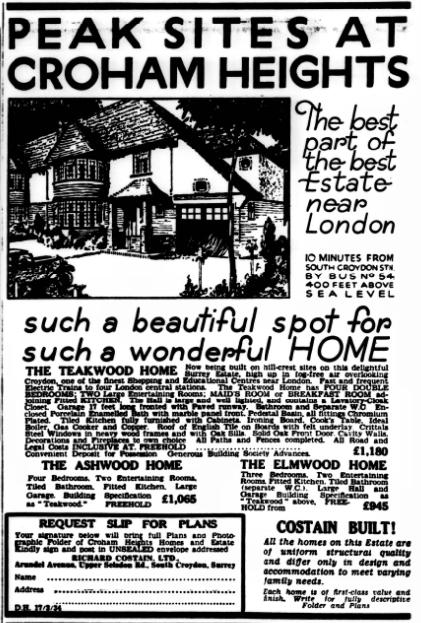 PEAK SITES AT
CROHAM HEIGHTS
The best
part of
the best
Estate
near
London
10 MINUTES FROM
SOUTH CROYDON STN.
BY BUS No 54.
400 FEET ABOVE
SEA LEVEL
such a beautiful spot for
such a wonderful HOME
THE TEAKWOOD HOME Now being built on hill-crest sites on this delightful
Surrey Estate, high up in fog-free air overlooking
Croydon, one of the finest Shopping and Educational Centres near London. Fast and frequent
Electric Trains to four London central stations. The Teakwood Home has FOUR DOUBLE
BEDROOMS; TWO Large Entertaining Rooms; MAID'S ROOM or BREAKFAST ROOM ad-
joining Fitted KITCHEN. The Hall is large and well lighted, and contains a Lavatory-Cloak
Closet. Garage 17 feet long fronted with Paved runway. Bathroom and Separate W.C. En-
closed Porcelain Enamelled Bath with marble panel front. Pedestal Basin, all fittings Chromium
Plated. Tiled Kitchen fully furnished with Cabinets, Ironing Board, Cook's Table, Ideal
Boiler, Gas Cooker and Copper. Roof of English Tile on Boards with felt underlay. Crittalls
Steel Windows in heavy wood frames and with Oak Sills. Solid Oak Front Door. Cavity Walls.
Decorations and Fireplaces to own choice. All Paths and Fences completed. All Road and
Legal Costs INCLUSIVE AT. FREEHOLD £1,180
Convenient Deposit for Possession Generous Building Society Advances.
THE ASHWOOD HOME
Four Bedrooms. Two Entertaining Rooms,
Tiled Bathroom. Fitted Kitchen. Large
Garage. Building Specification
as "Teakwood." FREEHOLD £1,065
THE ELMWOOD HOME
Three Bedrooms. Two Entertaining
Rooms, Fitted Kitchen. Tiled Bathroom
(separate W.C.). Large Hall and
Garage Building Specification as
"Teakwood" above, FREE-
HOLD from £945
REQUEST SLIP FOR PLANS
Your signature below will bring full Plans and Photo-
graphic Folder of Croham Heights Homes and Estate
Kindly sign and post in UNSEALED envelope addressed
RICHARD COSTAIN, LTD.,
Arundel Avenue, Upper Selsdon Rd., South Croydon, Surrey
Name
Address
D.H. 17/3/34
COSTAIN BUILT!
All the homes on this Estate are
of uniform structural quality
and differ only in design and
accommodation to meet varying
family needs.
Each home is of first-class value and
finish. Write for fully descriptive
Folder and Plans